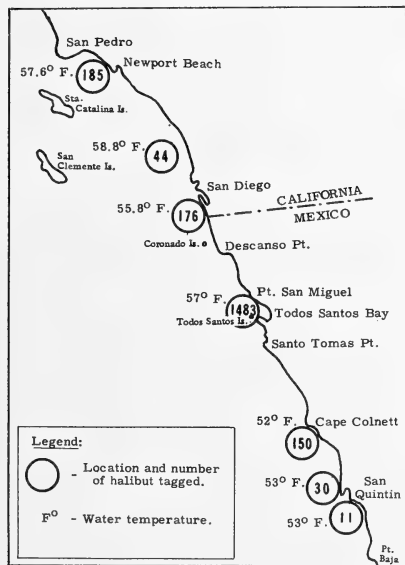 San Pedro
Newport Beach
57.6° F.
185
Sta.
Catalina Is.
58.8° F.
44
San
Clemente Is.
San Diego
CALIFORNIA
MEXICO
55.8° F.
176
Coronado Is.
Descanso Pt.
Pt. San Miguel
57° F.
1483
Todos Santos Bay
Todos Santos Is.
Santo Tomas Pt.
52° F.
Cape Colnett
150
53° F.
30
San
Quintin
53° F.
11
Pt.
Baja
Legend:
- Location and number
of halibut tagged.
F° - Water temperature.